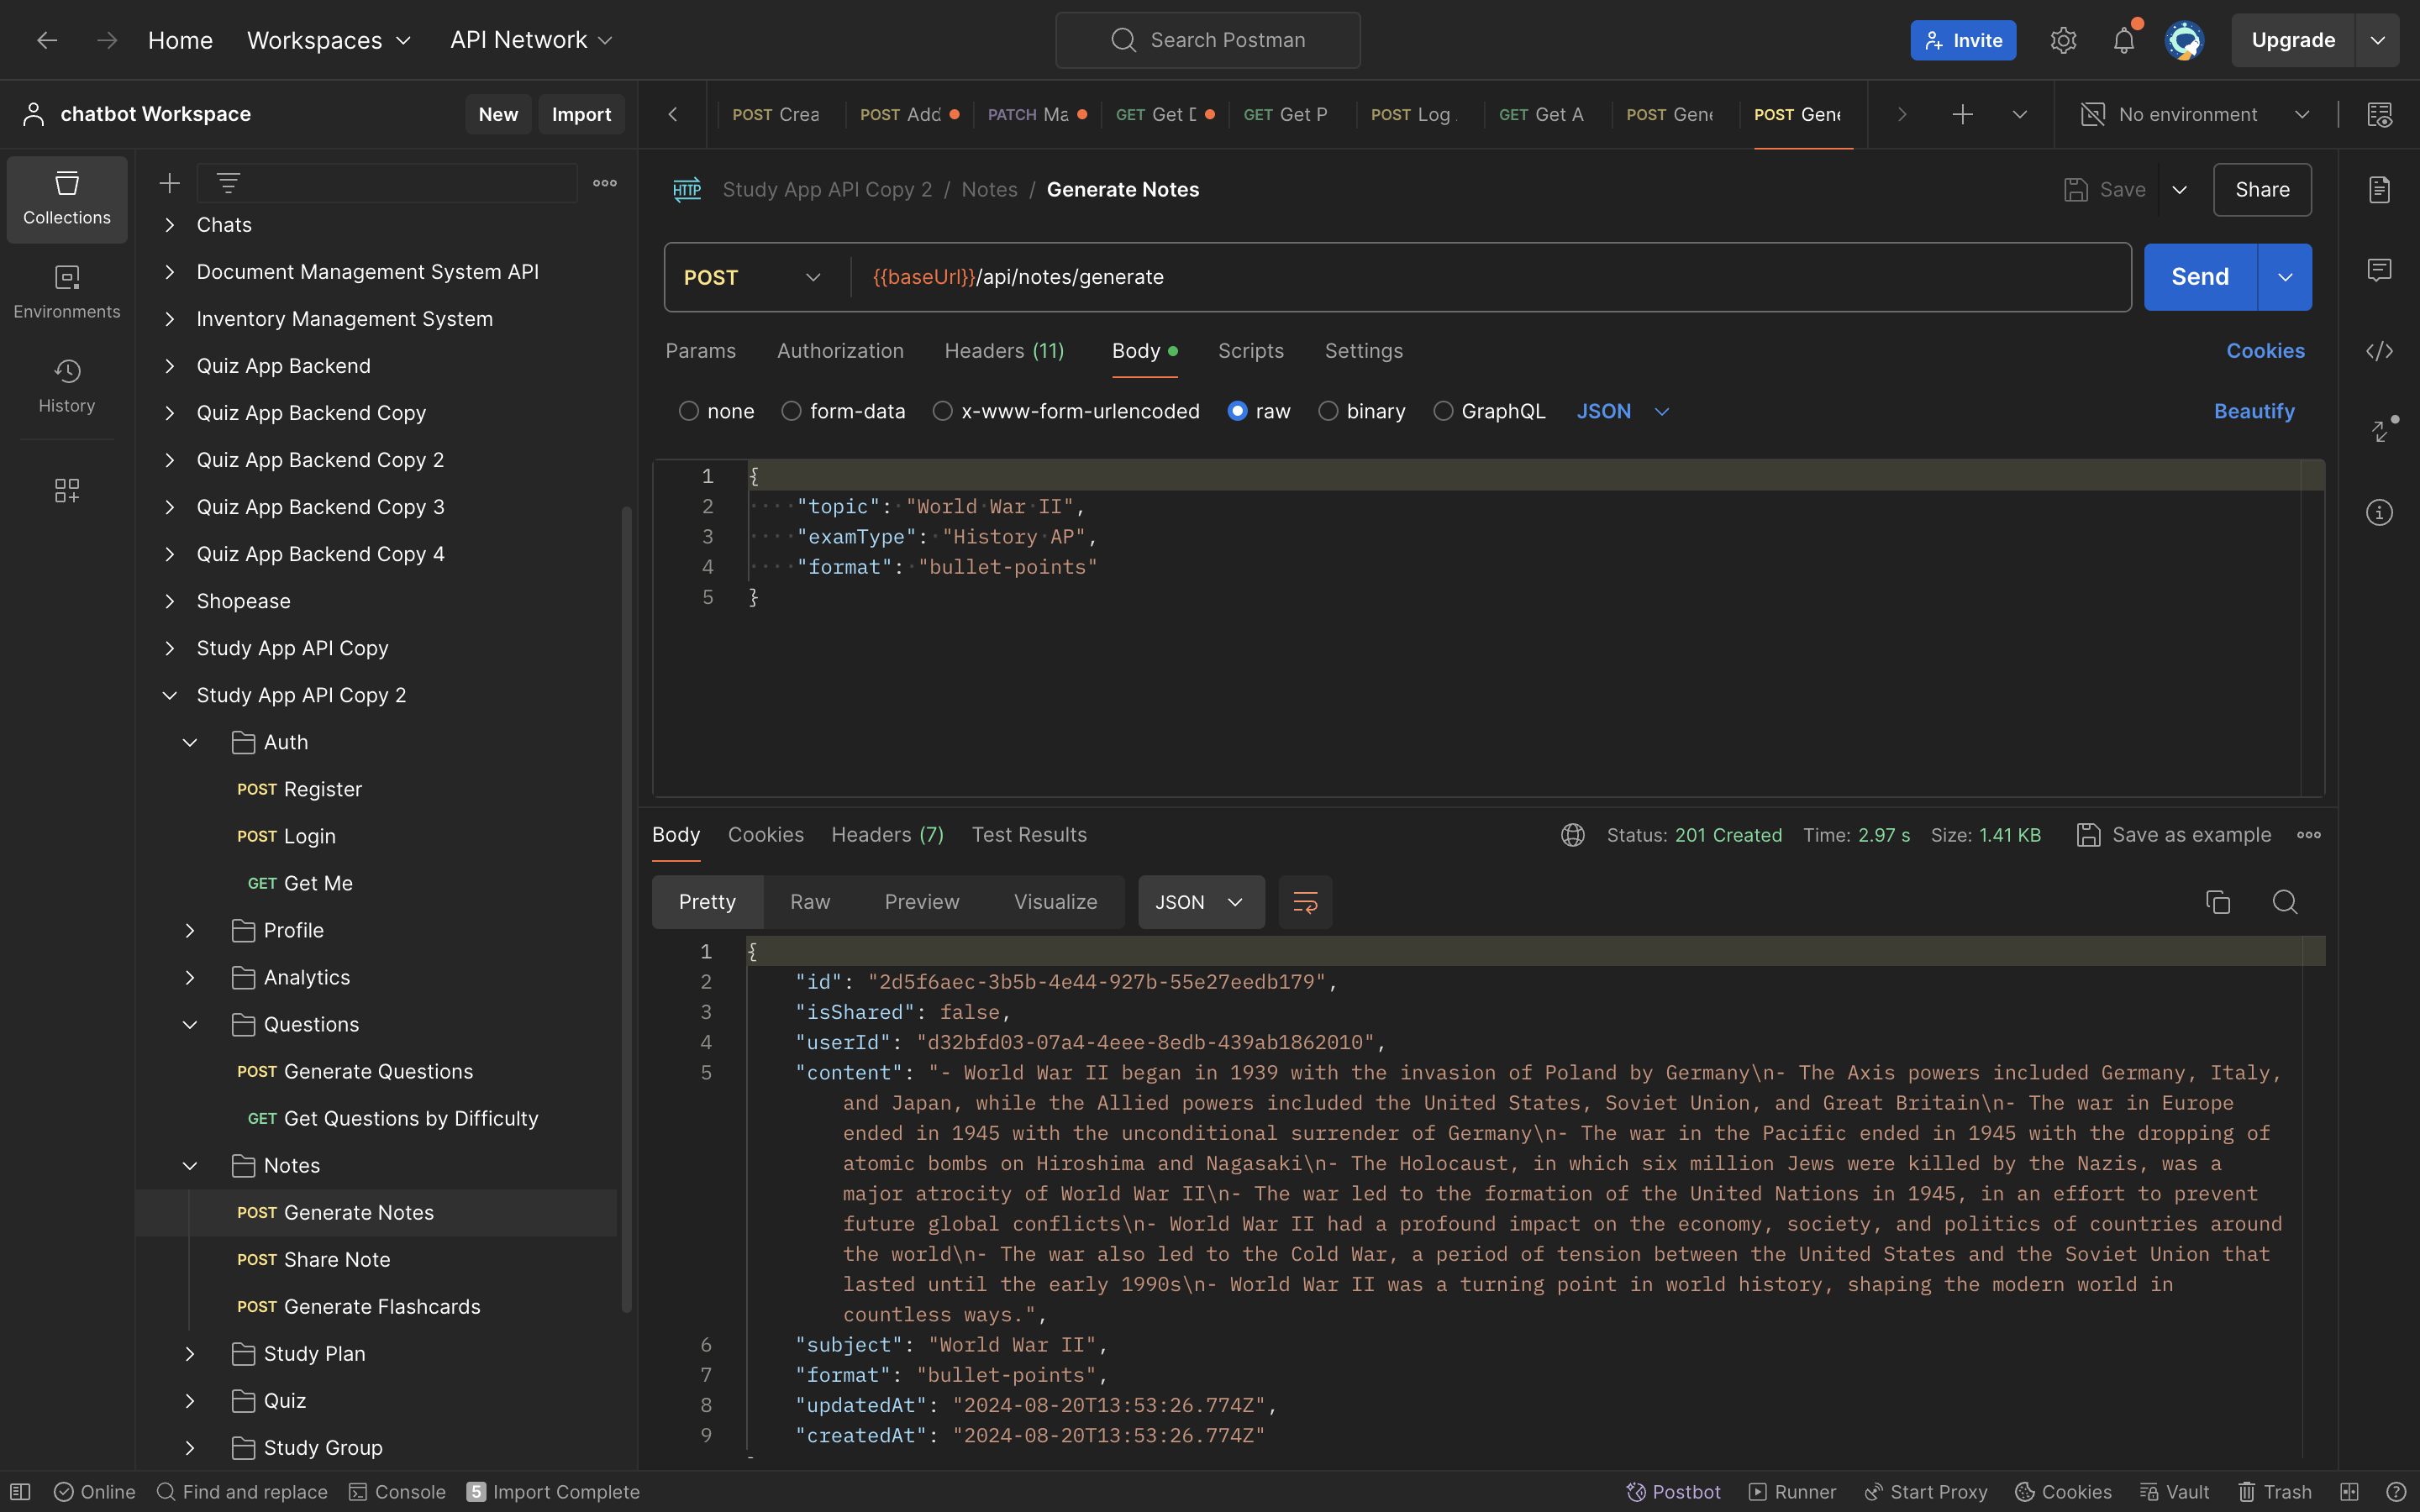 Home Workspaces API Network Search Postman Invite Upgrade
chatbot Workspace New Import
POST Crea POST Add PATCH Ma GET Get D GET Get P POST Log GET Get A POST Gene POST Gene No environment
Collections
Environments
History
Chats
Document Management System API
Inventory Management System
Quiz App Backend
Quiz App Backend Copy
Quiz App Backend Copy 2
Quiz App Backend Copy 3
Quiz App Backend Copy 4
Shopease
Study App API Copy
Study App API Copy 2
Auth
POST Register
POST Login
GET Get Me
Profile
Analytics
Questions
POST Generate Questions
GET Get Questions by Difficulty
Notes
POST Generate Notes
POST Share Note
POST Generate Flashcards
Study Plan
Quiz
Study Group
HTTP Study App API Copy 2 / Notes / Generate Notes Save Share
POST {{baseUrl}}/api/notes/generate Send
Params Authorization Headers (11) Body Scripts Settings Cookies
none form-data x-www-form-urlencoded raw binary GraphQL JSON Beautify
1 {
2 "topic": "World War II",
3 "examType": "History AP",
4 "format": "bullet-points"
5 }
Body Cookies Headers (7) Test Results Status: 201 Created Time: 2.97 s Size: 1.41 KB Save as example
Pretty Raw Preview Visualize JSON
1 {
2 "id": "2d5f6aec-3b5b-4e44-927b-55e27eedb179",
3 "isShared": false,
4 "userId": "d32bfd03-07a4-4eee-8edb-439ab1862010",
5 "content": "- World War II began in 1939 with the invasion of Poland by Germany\n- The Axis powers included Germany, Italy,
and Japan, while the Allied powers included the United States, Soviet Union, and Great Britain\n- The war in Europe
ended in 1945 with the unconditional surrender of Germany\n- The war in the Pacific ended in 1945 with the dropping of
atomic bombs on Hiroshima and Nagasaki\n- The Holocaust, in which six million Jews were killed by the Nazis, was a
major atrocity of World War II\n- The war led to the formation of the United Nations in 1945, in an effort to prevent
future global conflicts\n- World War II had a profound impact on the economy, society, and politics of countries around
the world\n- The war also led to the Cold War, a period of tension between the United States and the Soviet Union that
lasted until the early 1990s\n- World War II was a turning point in world history, shaping the modern world in
countless ways.",
6 "subject": "World War II",
7 "format": "bullet-points",
8 "updatedAt": "2024-08-20T13:53:26.774Z",
9 "createdAt": "2024-08-20T13:53:26.774Z"
Online Find and replace Console 5 Import Complete Postbot Runner Start Proxy Cookies Vault Trash